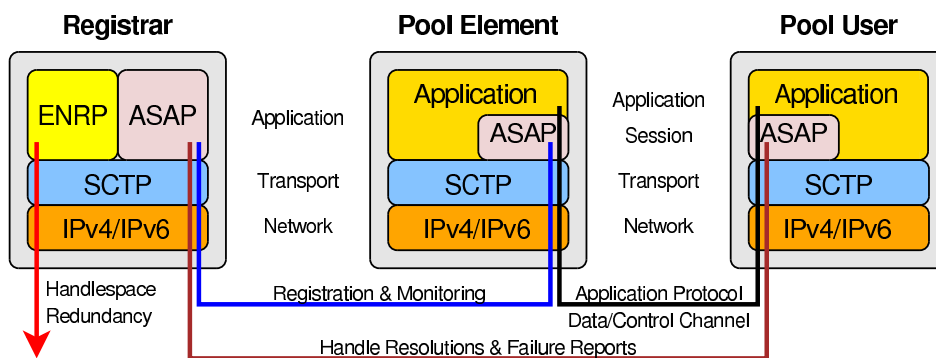 Registrar
Pool Element
Pool User
ENRP
ASAP
Application
Application
Application
Application
ASAP
Session
ASAP
SCTP
Transport
SCTP
Transport
SCTP
IPv4/IPv6
Network
IPv4/IPv6
Network
IPv4/IPv6
Handlespace
Redundancy
Registration & Monitoring
Application Protocol
Data/Control Channel
Handle Resolutions & Failure Reports